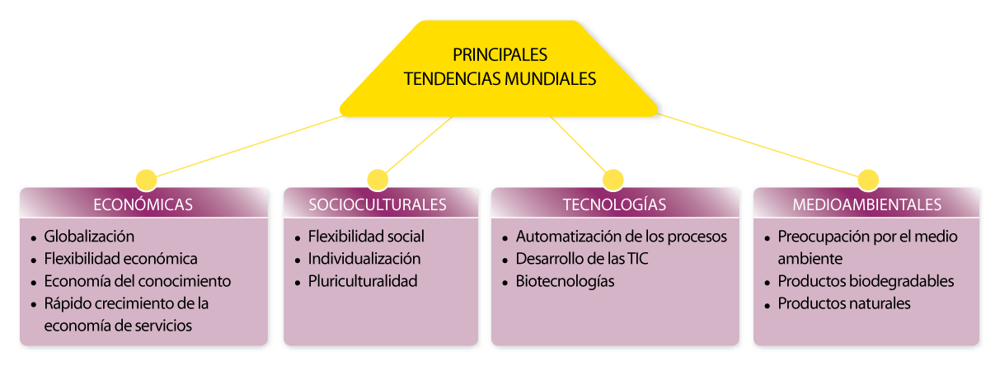 PRINCIPALES
TENDENCIAS MUNDIALES
ECONÓMICAS
• Globalización
• Flexibilidad económica
• Economía del conocimiento
• Rápido crecimiento de la
economía de servicios
SOCIOCULTURALES
• Flexibilidad social
• Individualización
• Pluriculturalidad
TECNOLOGÍAS
• Automatización de los procesos
• Desarrollo de las TIC
• Biotecnologías
MEDIOAMBIENTALES
• Preocupación por el medio
ambiente
• Productos biodegradables
• Productos naturales